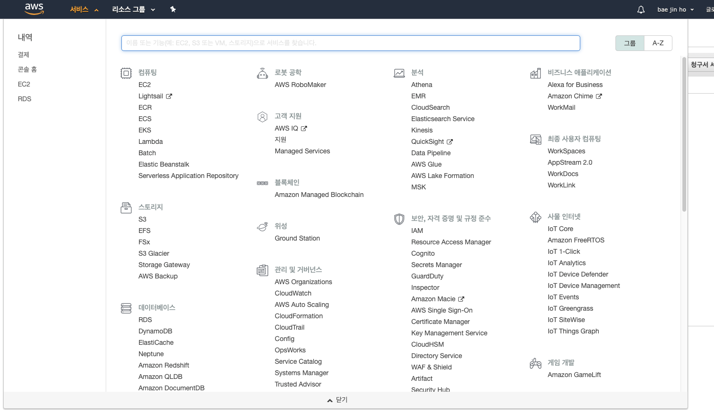 aws
서비스
리소스 그룹
bae jin ho
글로
내역
결제
콘솔 홈
EC2
RDS
이름 또는 기능(예: EC2, S3 또는 VM, 스토리지)으로 서비스를 찾습니다.
그룹
A-Z
청구서 서
컴퓨팅
EC2
Lightsail
ECR
ECS
EKS
Lambda
Batch
Elastic Beanstalk
Serverless Application Repository
스토리지
S3
EFS
FSx
S3 Glacier
Storage Gateway
AWS Backup
데이터베이스
RDS
DynamoDB
ElastiCache
Neptune
Amazon Redshift
Amazon QLDB
Amazon DocumentDB
로봇 공학
AWS RoboMaker
고객 지원
AWS IQ
지원
Managed Services
블록체인
Amazon Managed Blockchain
위성
Ground Station
관리 및 거버넌스
AWS Organizations
CloudWatch
AWS Auto Scaling
CloudFormation
CloudTrail
Config
OpsWorks
Service Catalog
Systems Manager
Trusted Advisor
분석
Athena
EMR
CloudSearch
Elasticsearch Service
Kinesis
QuickSight
Data Pipeline
AWS Glue
AWS Lake Formation
MSK
보안, 자격 증명 및 규정 준수
IAM
Resource Access Manager
Cognito
Secrets Manager
GuardDuty
Inspector
Amazon Macie
AWS Single Sign-On
Certificate Manager
Key Management Service
CloudHSM
Directory Service
WAF & Shield
Artifact
Security Hub
비즈니스 애플리케이션
Alexa for Business
Amazon Chime
WorkMail
최종 사용자 컴퓨팅
WorkSpaces
AppStream 2.0
WorkDocs
WorkLink
사물 인터넷
IoT Core
Amazon FreeRTOS
IoT 1-Click
IoT Analytics
IoT Device Defender
IoT Device Management
IoT Events
IoT Greengrass
IoT SiteWise
IoT Things Graph
게임 개발
Amazon GameLift
닫기